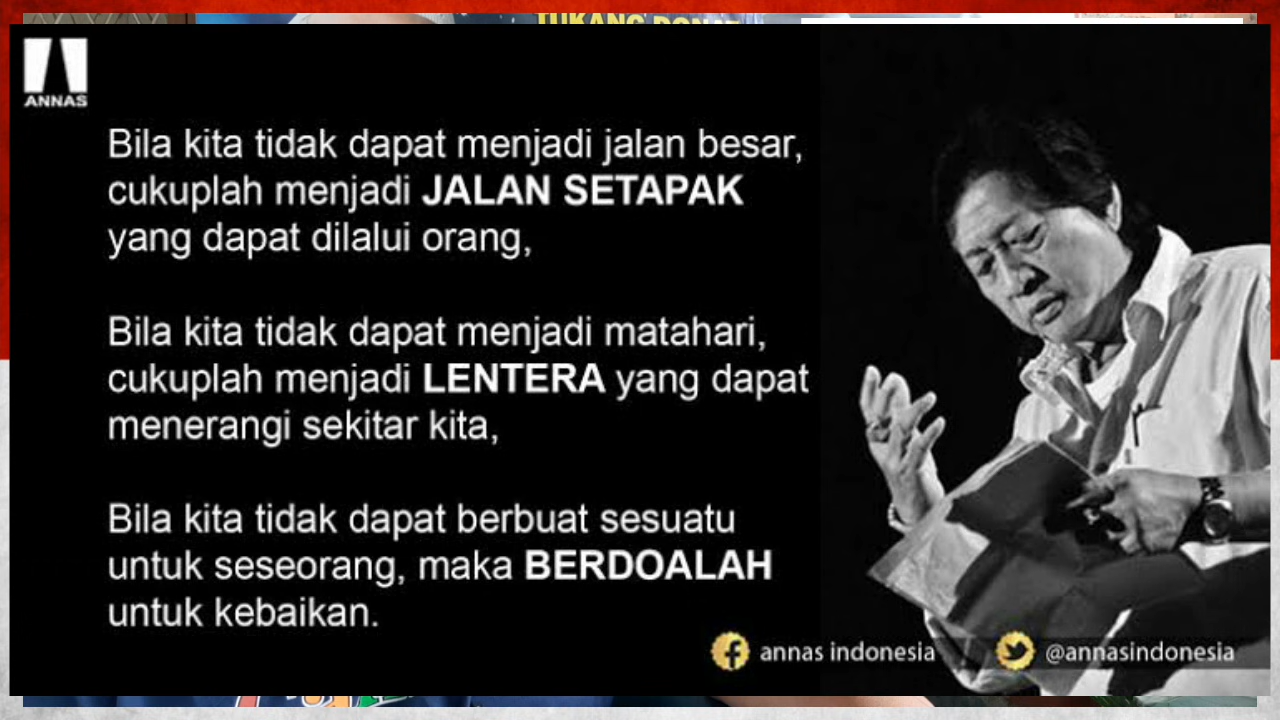 TUKANG DONAT
ANNAS
Bila kita tidak dapat menjadi jalan besar,
cukuplah menjadi JALAN SETAPAK
yang dapat dilalui orang,
Bila kita tidak dapat menjadi matahari,
cukuplah menjadi LENTERA yang dapat
menerangi sekitar kita,
Bila kita tidak dapat berbuat sesuatu
untuk seseorang, maka BERDOALAH
untuk kebaikan.
annas indonesia
@annasindonesia